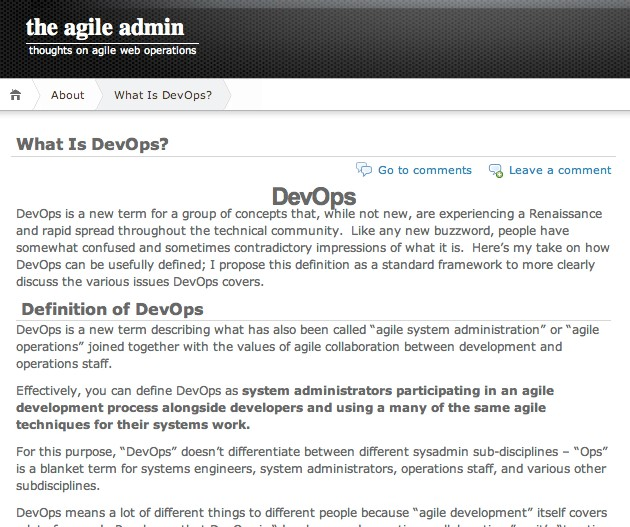 the agile admin
thoughts on agile web operations
About What Is DevOps?
What Is DevOps?
Go to comments Leave a comment
DevOps
DevOps is a new term for a group of concepts that, while not new, are experiencing a Renaissance
and rapid spread throughout the technical community.  Like any new buzzword, people have
somewhat confused and sometimes contradictory impressions of what it is.  Here’s my take on how
DevOps can be usefully defined; I propose this definition as a standard framework to more clearly
discuss the various issues DevOps covers.
Definition of DevOps
DevOps is a new term describing what has also been called “agile system administration” or “agile
operations” joined together with the values of agile collaboration between development and
operations staff.
Effectively, you can define DevOps as system administrators participating in an agile
development process alongside developers and using a many of the same agile
techniques for their systems work.
For this purpose, “DevOps” doesn’t differentiate between different sysadmin sub-disciplines – “Ops”
is a blanket term for systems engineers, system administrators, operations staff, and various other
subdisciplines.
DevOps means a lot of different things to different people because “agile development” itself covers